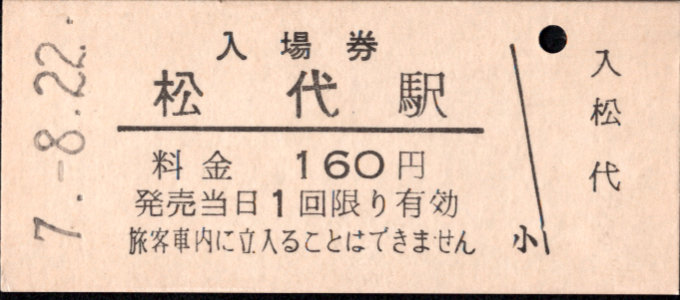 7.-8.22.
入場券
松代駅
料金 160円
発売当日1回限り有効
旅客車内に立入ることはできません
小
入松代